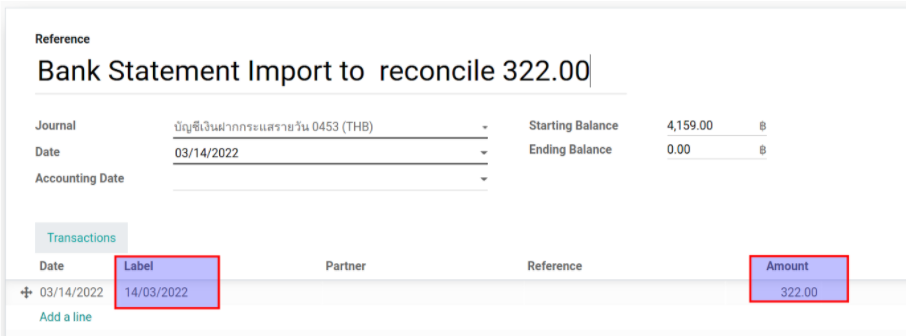 Reference
Bank Statement Import to  reconcile 322.00
Journal บัญชีเงินฝากกระแสรายวัน 0453 (THB) Starting Balance 4,159.00 ฿
Date 03/14/2022 Ending Balance 0.00 ฿
Accounting Date
Transactions
Date Label Partner Reference Amount
03/14/2022 14/03/2022 322.00
Add a line